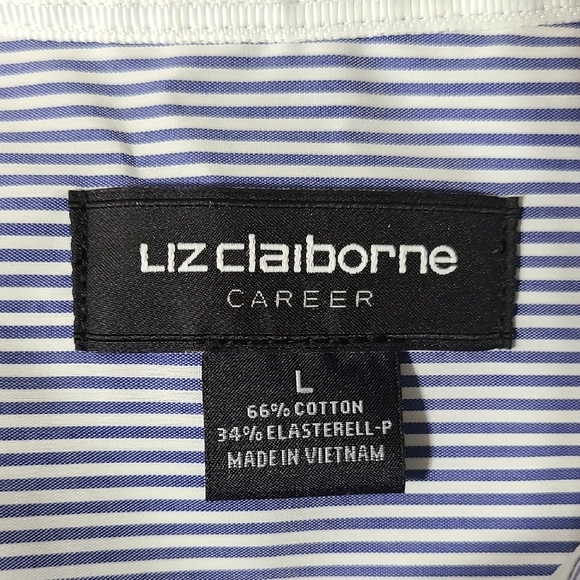 LIZ claiborne
CAREER
L
66% COTTON
34% ELASTERELL-P
MADE IN VIETNAM